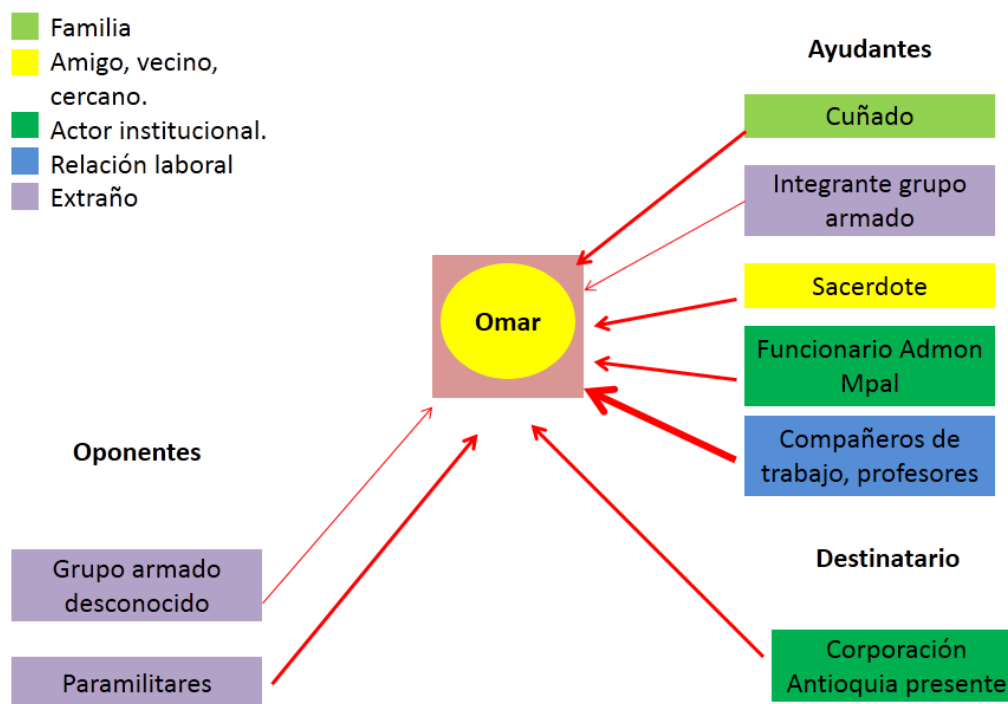 Familia
Amigo, vecino,
cercano.
Actor institucional.
Relación laboral
Extraño
Ayudantes
Cuñado
Integrante grupo
armado
Sacerdote
Funcionario Admon
Mpal
Compañeros de
trabajo, profesores
Omar
Oponentes
Grupo armado
desconocido
Paramilitares
Destinatario
Corporación
Antioquia presente